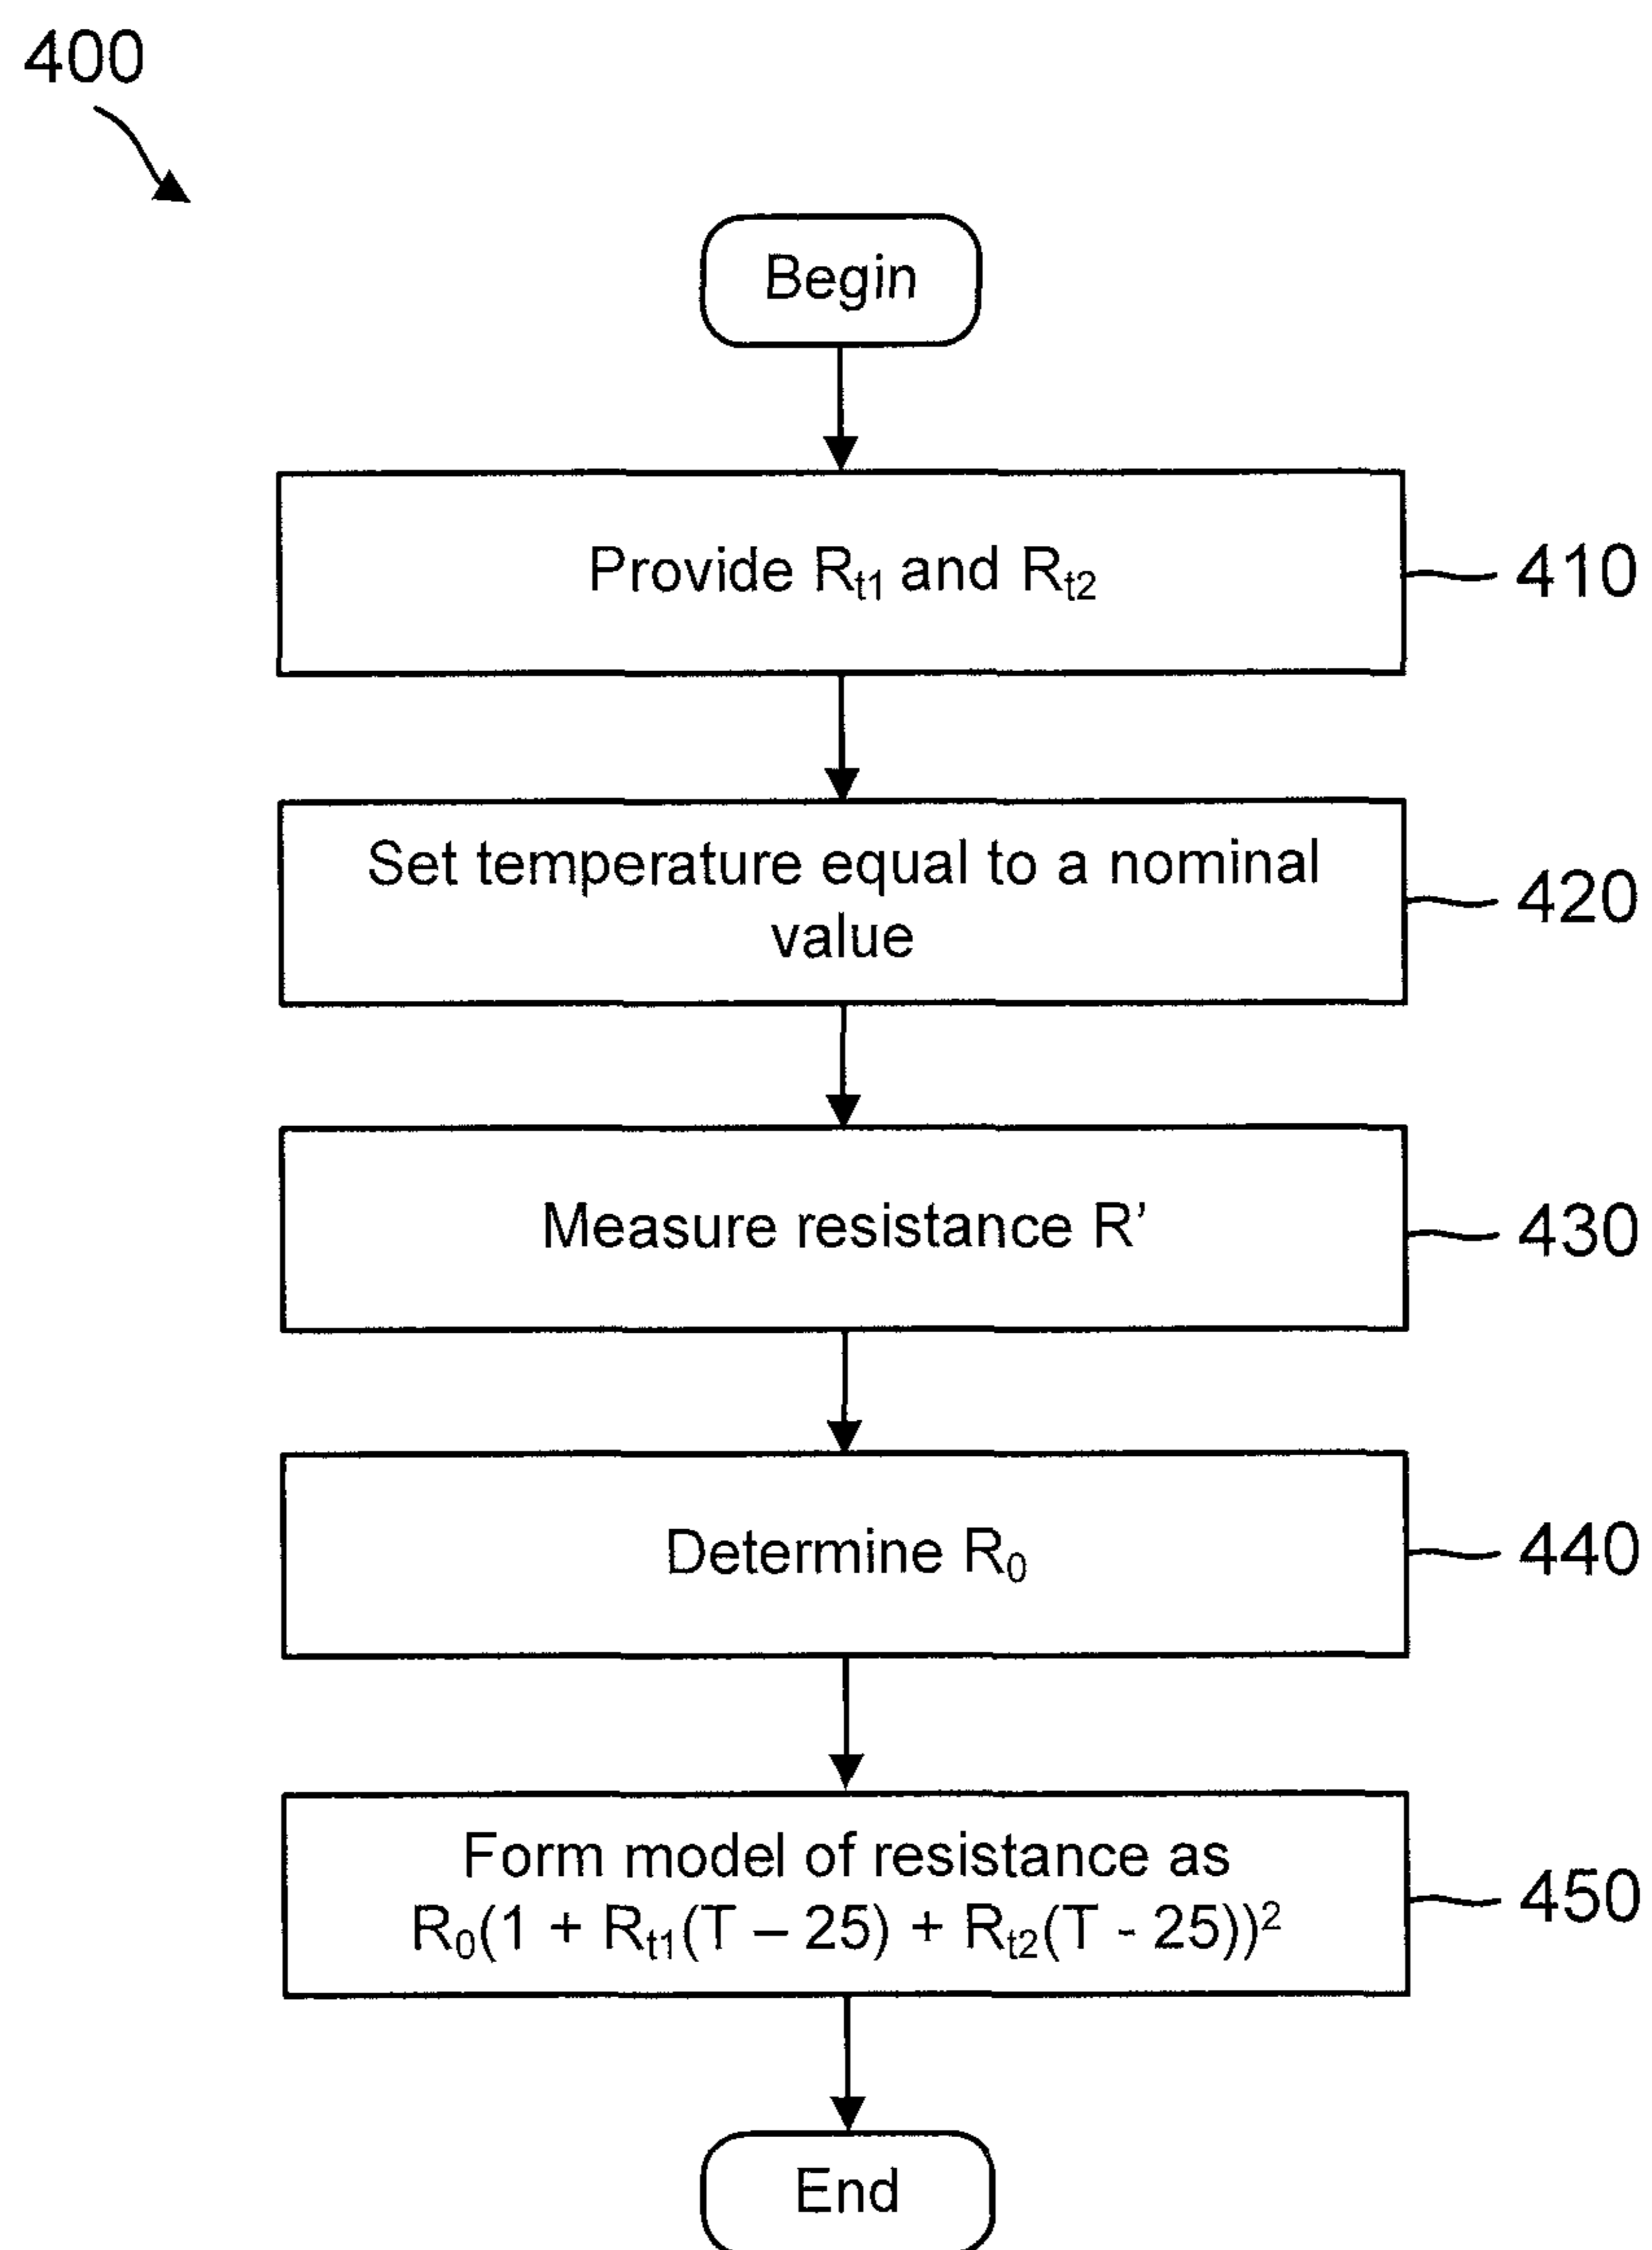 400
Begin
Provide Rt1 and Rt2
410
Set temperature equal to a nominal
value
420
Measure resistance R’
430
Determine R0
440
Form model of resistance as
R0(1 + Rt1(T – 25) + Rt2(T - 25))²
450
End